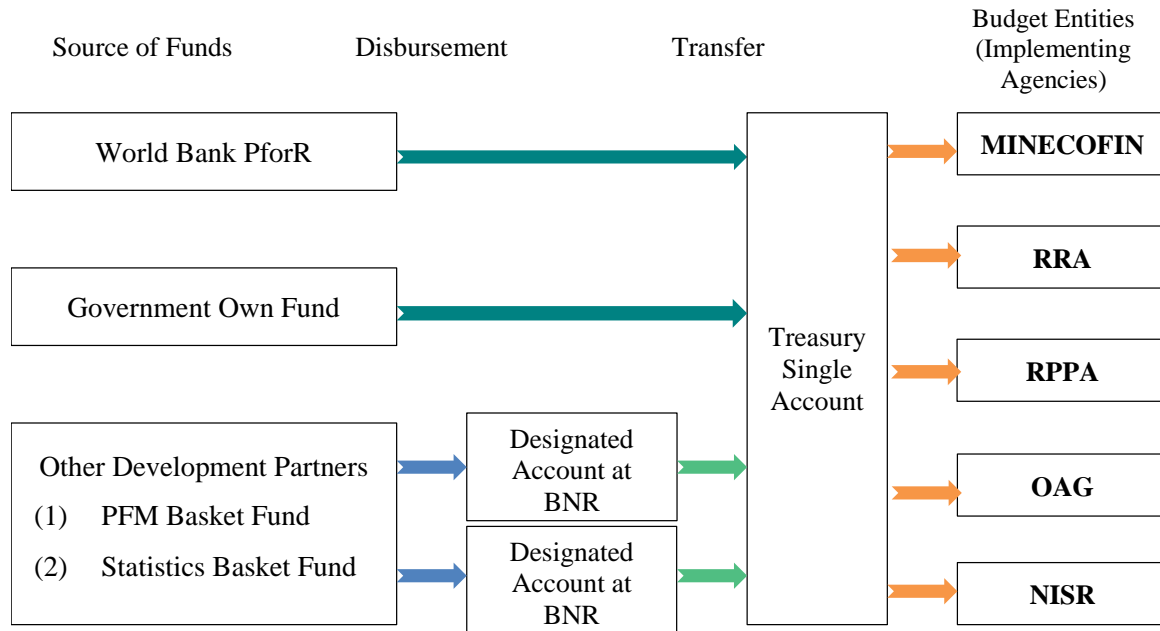 Source of Funds
Disbursement
Transfer
Budget Entities
(Implementing
Agencies)
World Bank PforR
Government Own Fund
Other Development Partners
(1) PFM Basket Fund
(2) Statistics Basket Fund
Designated
Account at
BNR
Designated
Account at
BNR
Treasury
Single
Account
MINECOFIN
RRA
RPPA
OAG
NISR